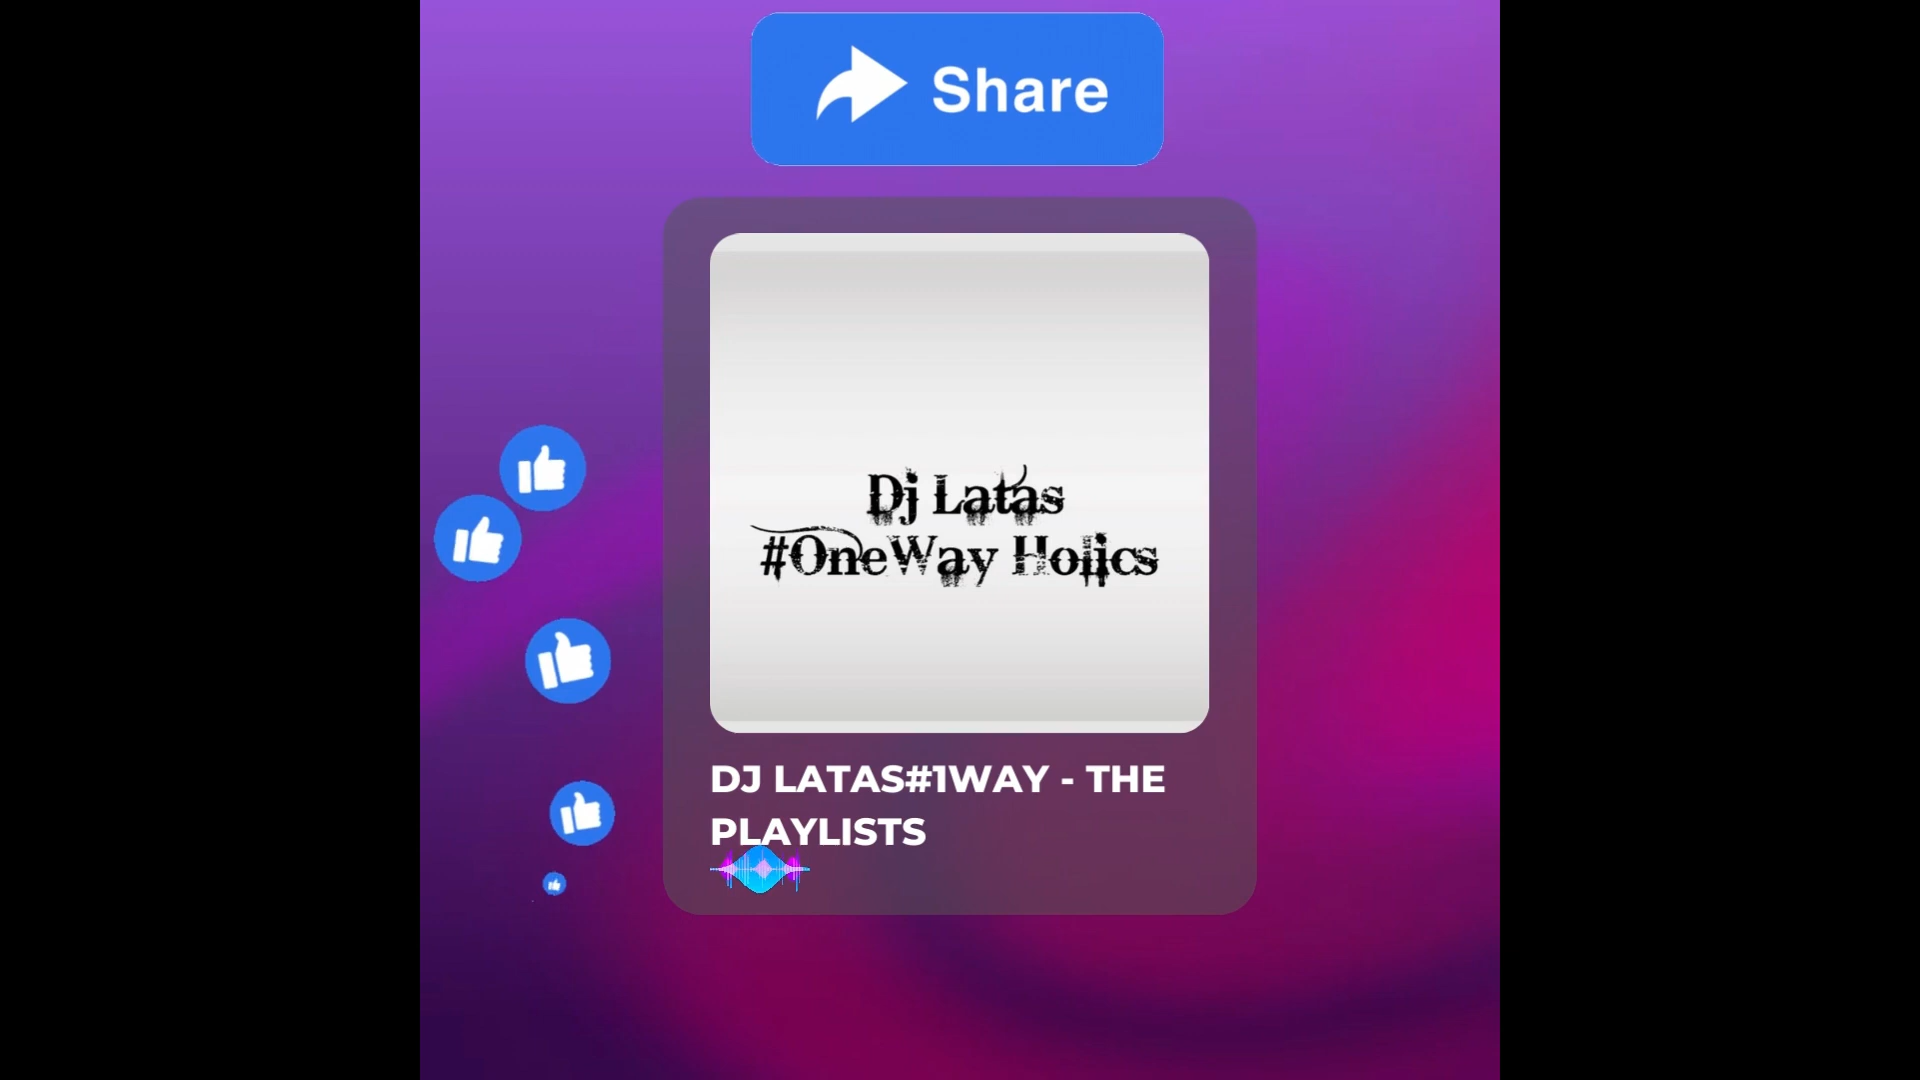 Share
Dj Latas
#OneWay Holics
DJ LATAS#1WAY - THE
PLAYLISTS